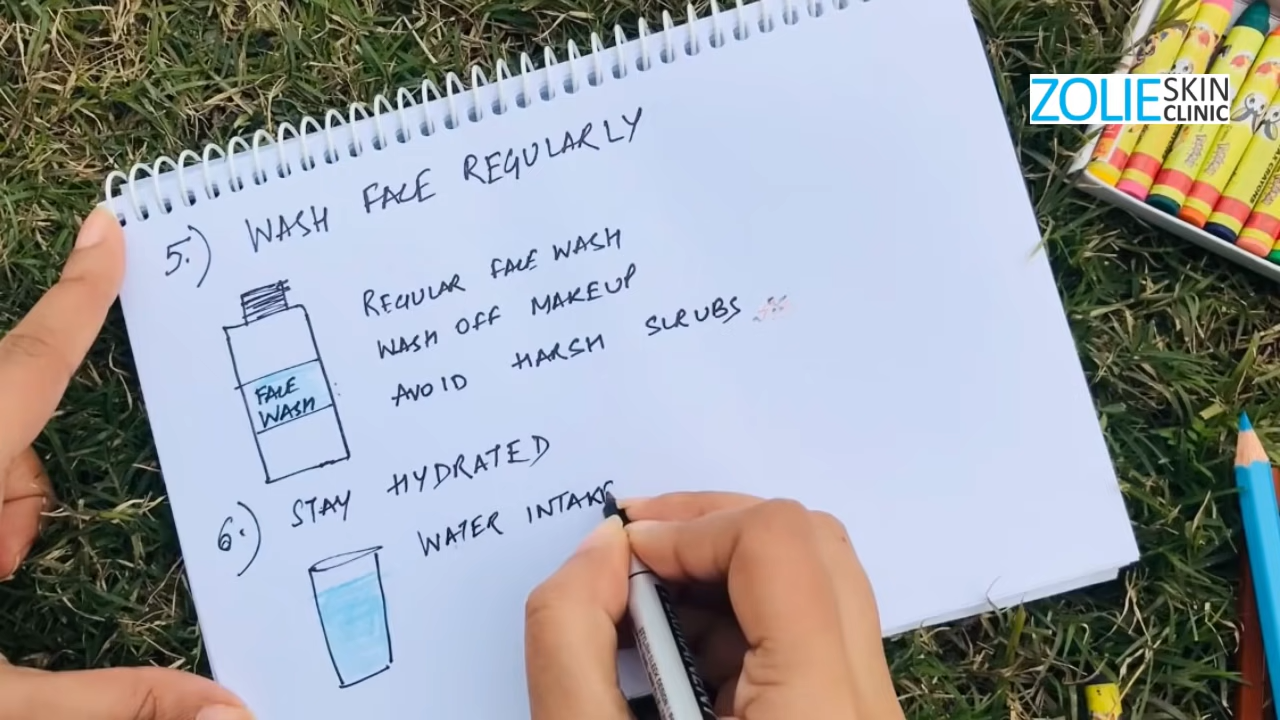 ZOLIE SKIN CLINIC
5.) WASH FACE REGULARLY
REGULAR FACE WASH
WASH OFF MAKEUP
AVOID HARSH SCRUBS
FACE
WASH
6.) STAY HYDRATED
WATER INTAKE